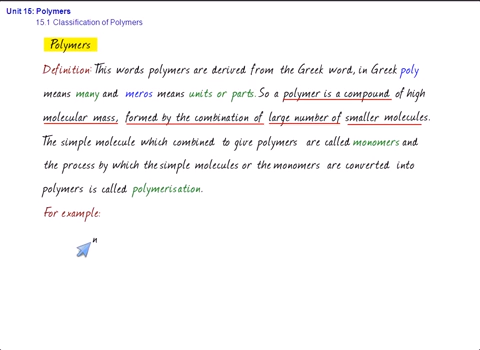 Unit 15: Polymers
15.1 Classification of Polymers
Polymers
Definition: This words polymers are derived from the Greek word, in Greek poly
means many and meros means units or parts. So a polymer is a compound of high
molecular mass, formed by the combination of large number of smaller molecules.
The simple molecule which combined to give polymers are called monomers and
the process by which the simple molecules or the monomers are converted into
polymers is called polymerisation.
For example:
n